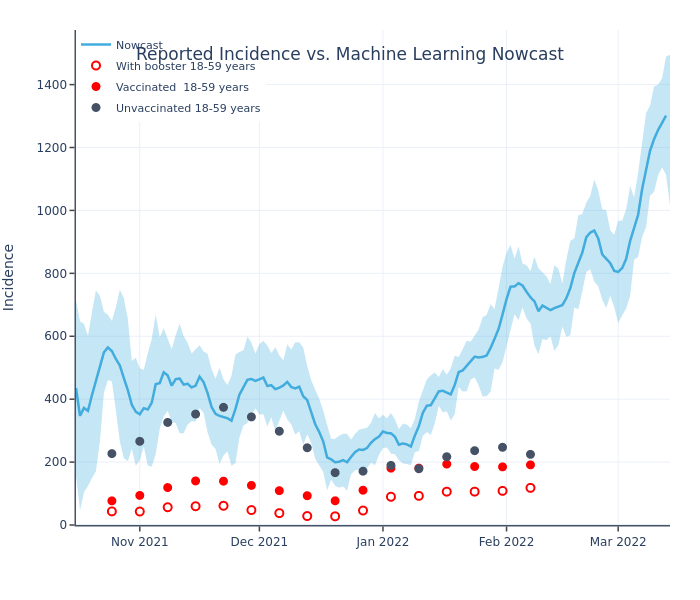 Reported Incidence vs. Machine Learning Nowcast
Nowcast
With booster 18-59 years
Vaccinated  18-59 years
Unvaccinated 18-59 years
Incidence
1400
1200
1000
800
600
400
200
0
Nov 2021
Dec 2021
Jan 2022
Feb 2022
Mar 2022